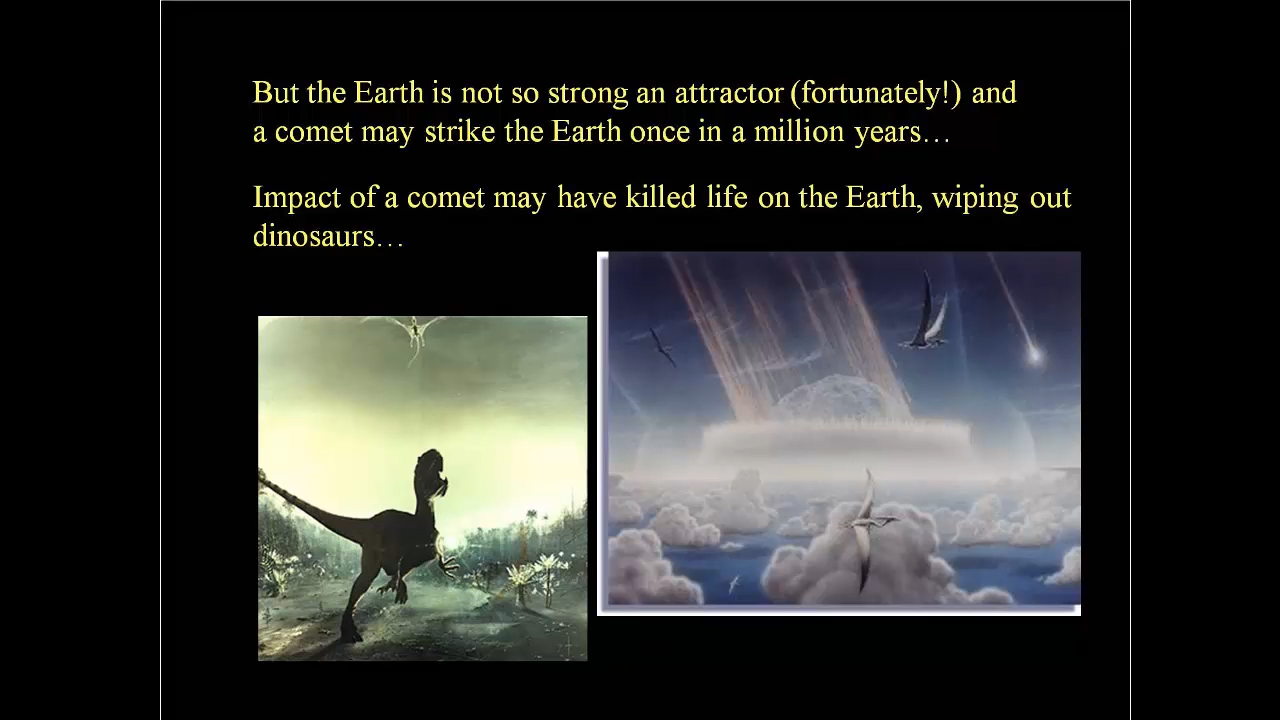 But the Earth is not so strong an attractor (fortunately!) and
a comet may strike the Earth once in a million years…
Impact of a comet may have killed life on the Earth, wiping out
dinosaurs…